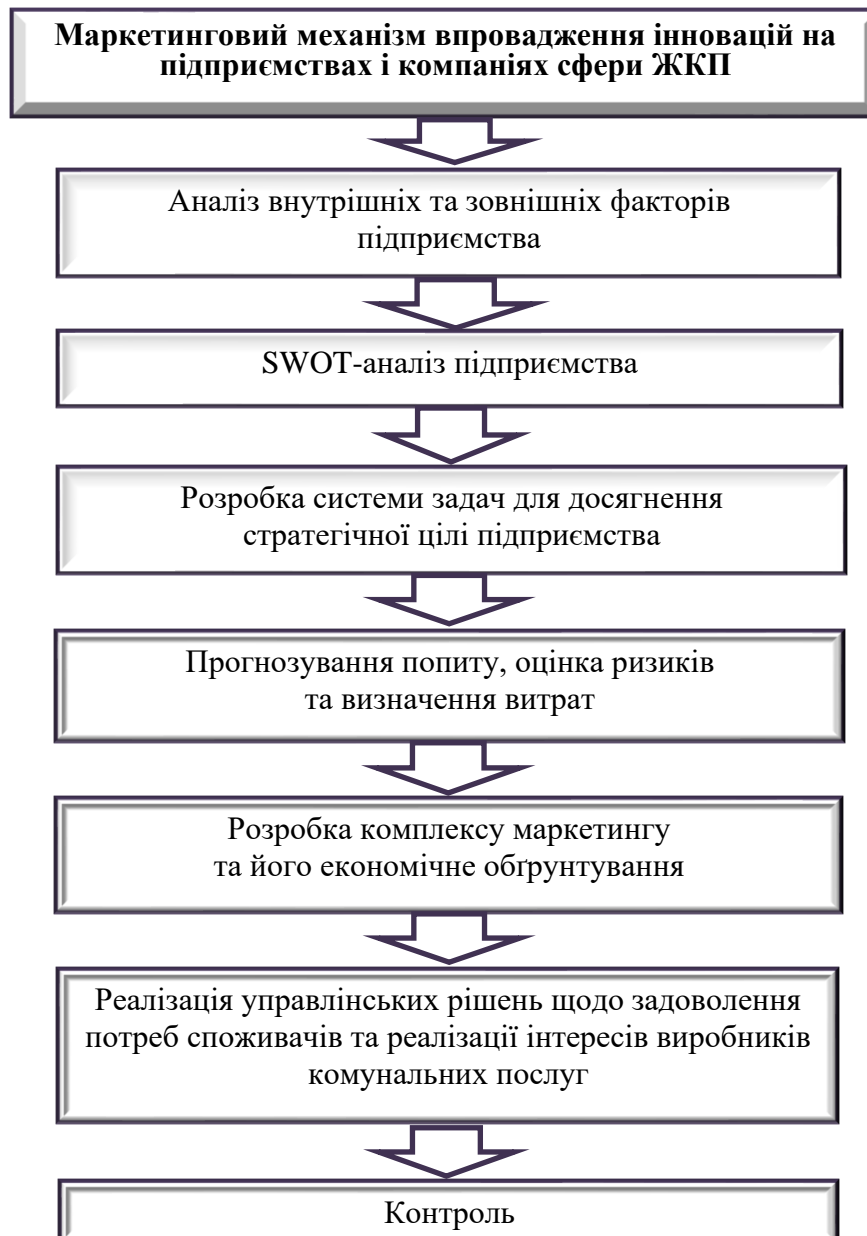 Маркетинговий механізм впровадження інновацій на
підприємствах і компаніях сфери ЖКП
Аналіз внутрішніх та зовнішніх факторів
підприємства
SWOT-аналіз підприємства
Розробка системи задач для досягнення
стратегічної цілі підприємства
Прогнозування попиту, оцінка ризиків
та визначення витрат
Розробка комплексу маркетингу
та його економічне обґрунтування
Реалізація управлінських рішень щодо задоволення
потреб споживачів та реалізації інтересів виробників
комунальних послуг
Контроль